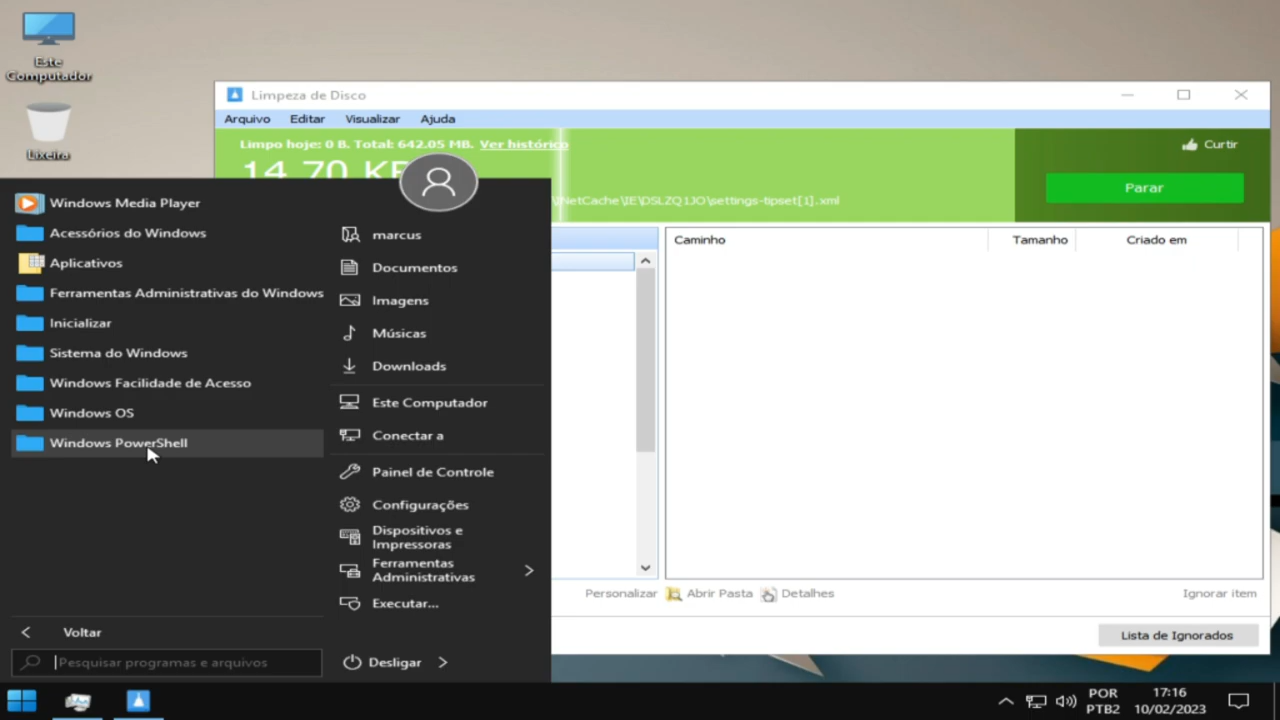 Este
Computador
Lixeira
Limpeza de Disco
Arquivo Editar Visualizar Ajuda
Limpo hoje: 0 B. Total: 642.05 MB. Ver histórico
14.70
Curtir
Parar
\INetCache\IE\DSLZQ1JO\settings-tipset[1].xml
Caminho Tamanho Criado em
Windows Media Player
Acessórios do Windows
Aplicativos
Ferramentas Administrativas do Windows
Inicializar
Sistema do Windows
Windows Facilidade de Acesso
Windows OS
Windows PowerShell
Voltar
Pesquisar programas e arquivos
marcus
Documentos
Imagens
Músicas
Downloads
Este Computador
Conectar a
Painel de Controle
Configurações
Dispositivos e
Impressoras
Ferramentas
Administrativas
Executar...
Desligar
Personalizar Abrir Pasta Detalhes Ignorar item
Lista de Ignorados
POR
PTB2
17:16
10/02/2023